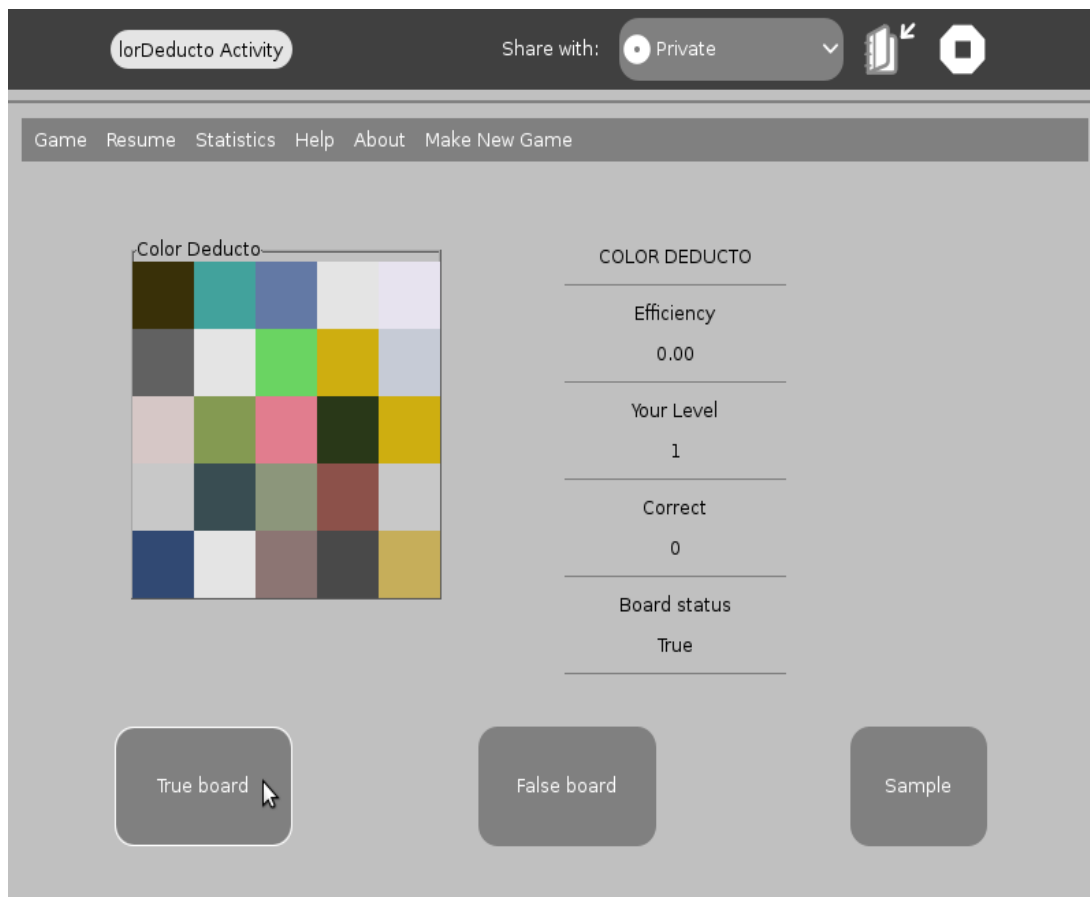 lorDeducto Activity Share with: Private
Game Resume Statistics Help About Make New Game
Color Deducto
COLOR DEDUCTO
Efficiency
0.00
Your Level
1
Correct
0
Board status
True
True board False board Sample